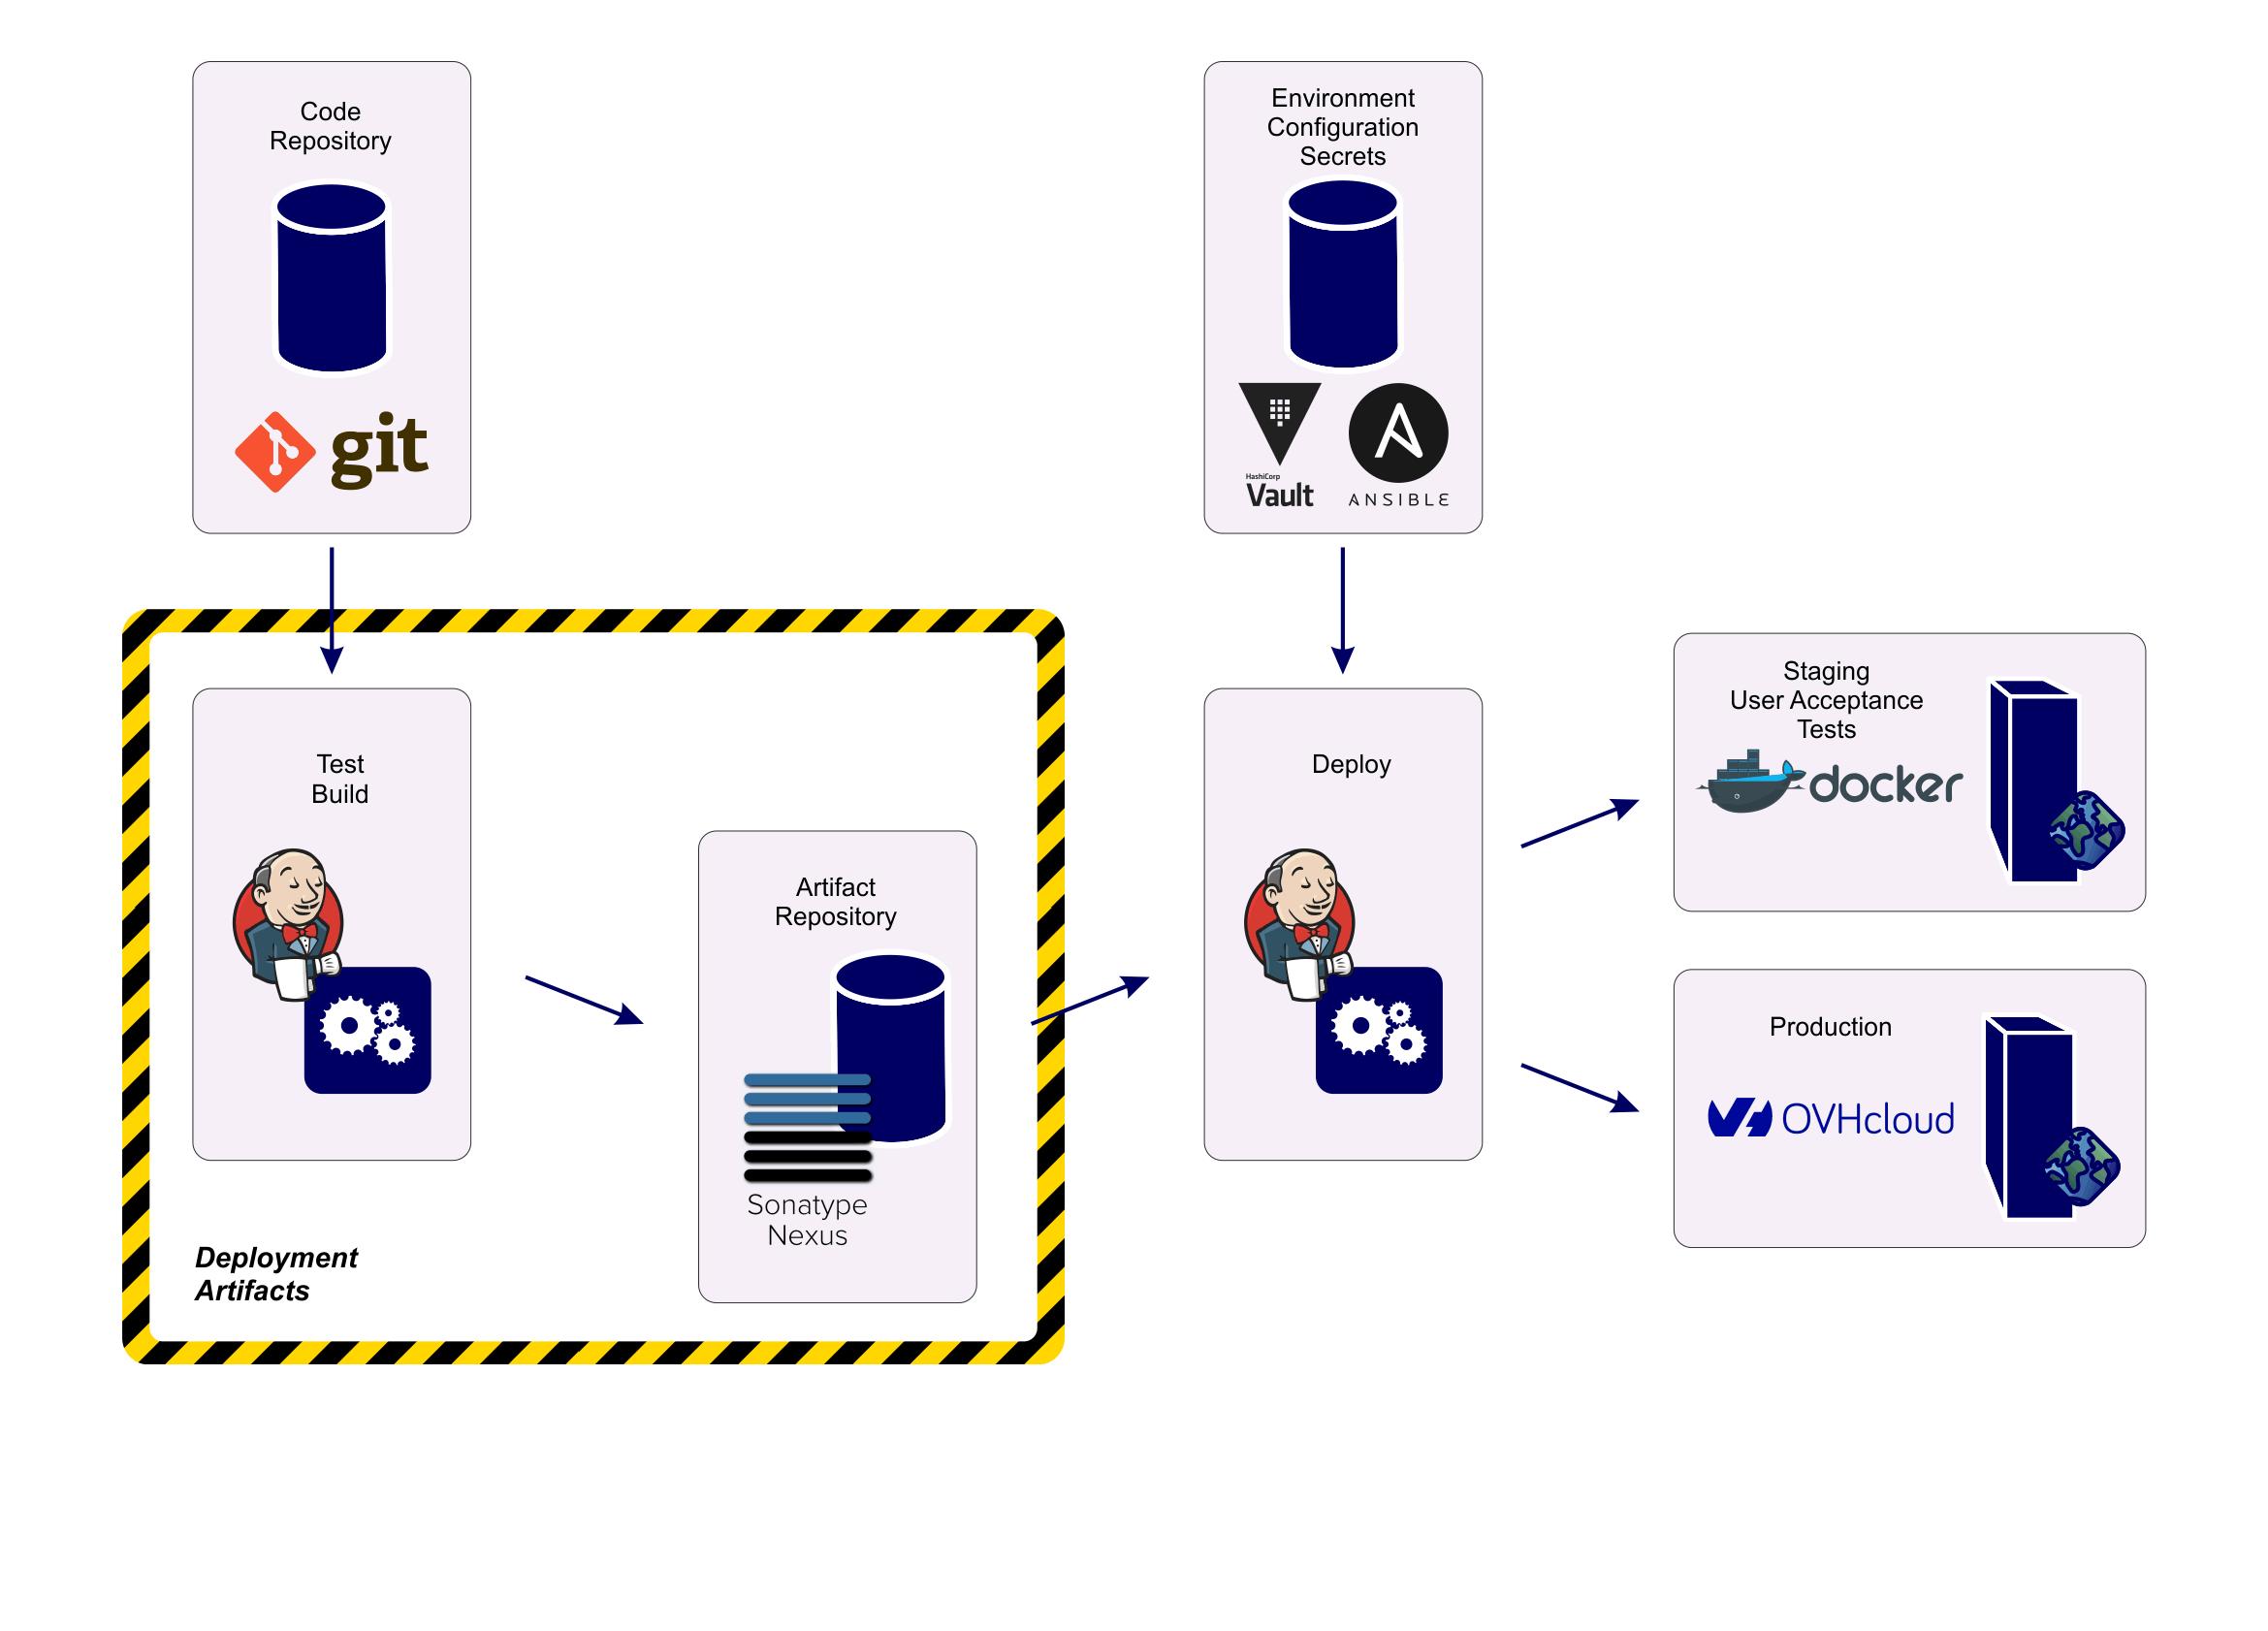 Code
Repository
git
Environment
Configuration
Secrets
HashiCorp
Vault
ANSIBLE
Test
Build
Artifact
Repository
Sonatype
Nexus
Deployment
Artifacts
Deploy
Staging
User Acceptance
Tests
docker
Production
OVHcloud